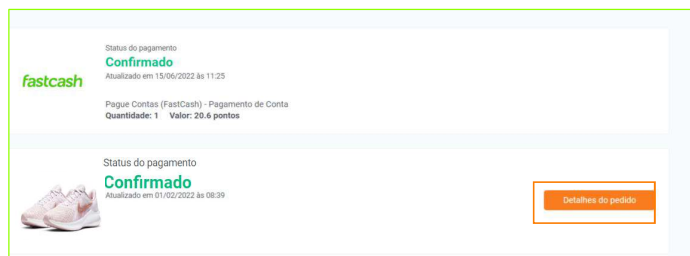 Status do pagamento
Confirmado
Atualizado em 15/06/2022 às 11:25
fastcash
Pague Contas (FastCash) - Pagamento de Conta
Quantidade: 1 Valor: 20.6 pontos
Status do pagamento
Confirmado
Atualizado em 01/02/2022 às 08:39
Detalhes do pedido